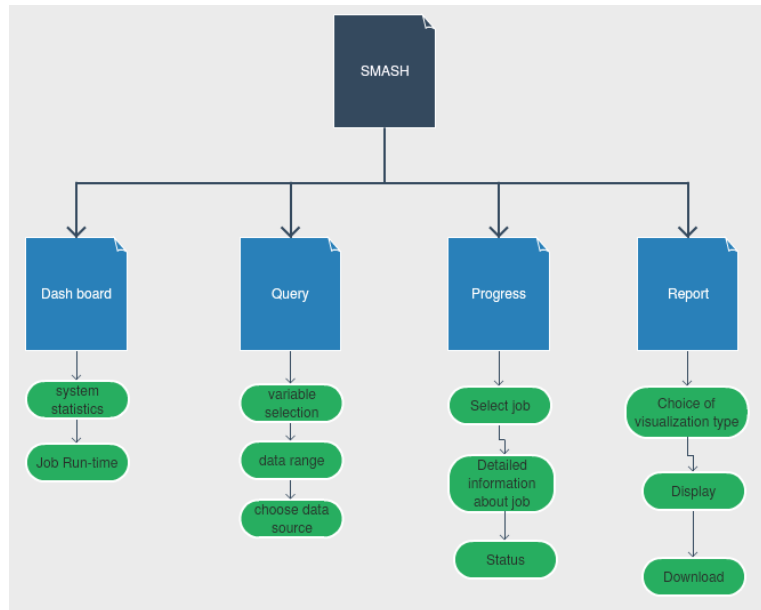 SMASH
Dash board
Query
Progress
Report
system
statistics
Job Run-time
variable
selection
data range
choose data
source
Select job
Detailed
information
about job
Status
Choice of
visualization type
Display
Download